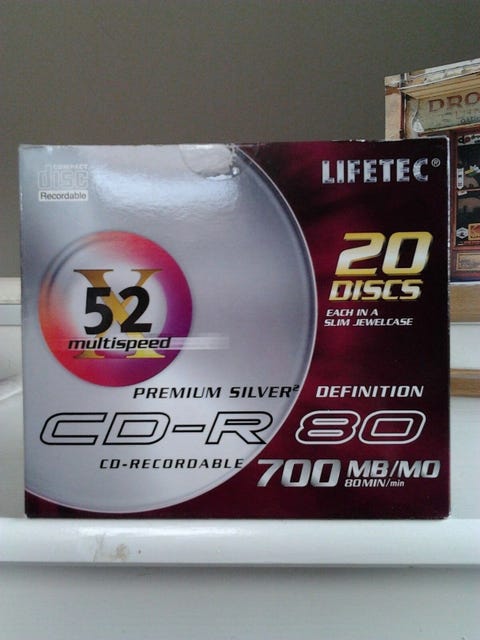 COMPACT
disc
Recordable
LIFETEC®
20
DISCS
EACH IN A
SLIM JEWELCASE
X
52
multispeed
PREMIUM SILVER² DEFINITION
CD-R 80
CD-RECORDABLE 700 MB/MO
80MIN/min
PRO